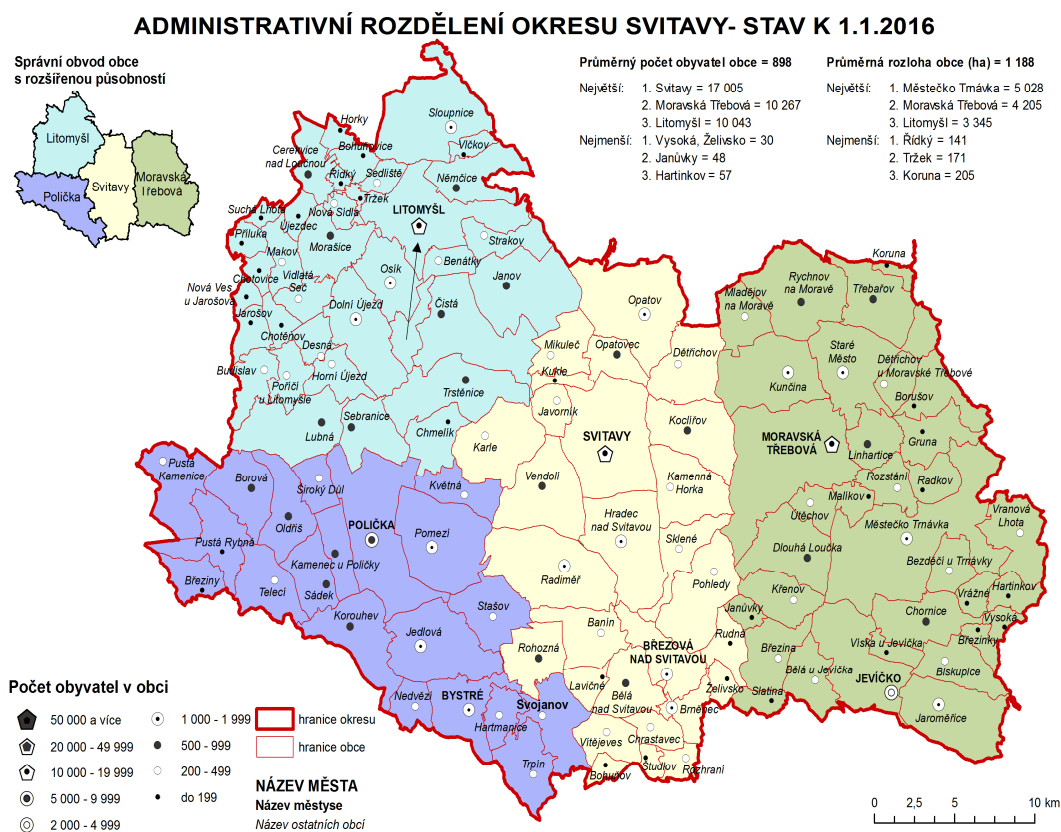 ADMINISTRATIVNÍ ROZDĚLENÍ OKRESU SVITAVY- STAV K 1.1.2016
Správní obvod obce
s rozšířenou působností
Litomyšl
Polička
Svitavy
Moravská
Třebová
Průměrný počet obyvatel obce = 898
Největší: 1. Svitavy = 17 005
2. Moravská Třebová = 10 267
3. Litomyšl = 10 043
Nejmenší: 1. Vysoká, Želivsko = 30
2. Janůvky = 48
3. Hartinkov = 57
Průměrná rozloha obce (ha) = 1 188
Největší: 1. Městečko Trnávka = 5 028
2. Moravská Třebová = 4 205
3. Litomyšl = 3 345
Nejmenší: 1. Řídký = 141
2. Tržek = 171
3. Koruna = 205
Sloupnice
Horky
Bohuňovice
Vlčkov
Cerekvice
nad Loučnou
Řídký
Sedliště
Němčice
Tržek
Nová Sídla
Suchá Lhota
Újezdec
LITOMYŠL
Příluka
Morašice
Strakov
Makov
Benátky
Chotovice
Vidlatá
Seč
Osík
Janov
Nová Ves
u Jarošova
Dolní Újezd
Čistá
Jarošov
Chotěnov
Desná
Budislav
Horní Újezd
Poříčí
u Litomyšle
Trstěnice
Sebranice
Lubná
Chmelík
Koruna
Rychnov
na Moravě
Mladějov
na Moravě
Třebařov
Opatov
Mikuleč
Opatovec
Dětřichov
Kukle
Javorník
Staré
Město
Kunčina
Dětřichov
u Moravské Třebové
Borušov
SVITAVY
Koclířov
Karle
MORAVSKÁ
TŘEBOVÁ
Gruna
Linhartice
Vendolí
Kamenná
Horka
Rozstání
Radkov
Malíkov
Útěchov
Vranová
Lhota
Hradec
nad Svitavou
Městečko Trnávka
Sklené
Dlouhá Loučka
Bezděčí u Trnávky
Radiměř
Pohledy
Křenov
Vrážné
Hartinkov
Janůvky
Chornice
Vysoká
Banín
Rudná
Březinky
BŘEZOVÁ
NAD SVITAVOU
Březina
Víska u Jevíčka
Rohozná
Bělá u Jevíčka
Biskupice
Lavičné
Želivsko
JEVÍČKO
Bělá
nad Svitavou
Slatina
Brněnec
Jaroměřice
Chrastavec
Vítějeves
Študlov
Rozhraní
Bohuňov
Pustá
Kamenice
Borová
Široký Důl
Květná
Oldřiš
POLIČKA
Pomezí
Pustá Rybná
Kamenec u Poličky
Březiny
Telecí
Sádek
Stašov
Korouhev
Jedlová
Nedvězí
BYSTRÉ
Svojanov
Hartmanice
Trpín
Počet obyvatel v obci
50 000 a více
20 000 - 49 999
10 000 - 19 999
5 000 - 9 999
2 000 - 4 999
1 000 - 1 999
500 - 999
200 - 499
do 199
hranice okresu
hranice obce
NÁZEV MĚSTA
Název městyse
Název ostatních obcí
0 2,5 5 10 km